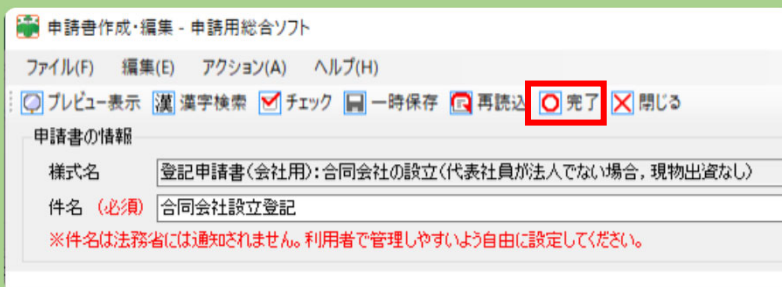 申請書作成・編集 - 申請用総合ソフト
ファイル(F) 編集(E) アクション(A) ヘルプ(H)
プレビュー表示 漢 漢字検索 チェック 一時保存 再読込 完了 閉じる
申請書の情報
様式名 登記申請書(会社用):合同会社の設立(代表社員が法人でない場合,現物出資なし)
件名 (必須) 合同会社設立登記
※件名は法務省には通知されません。利用者で管理しやすいよう自由に設定してください。